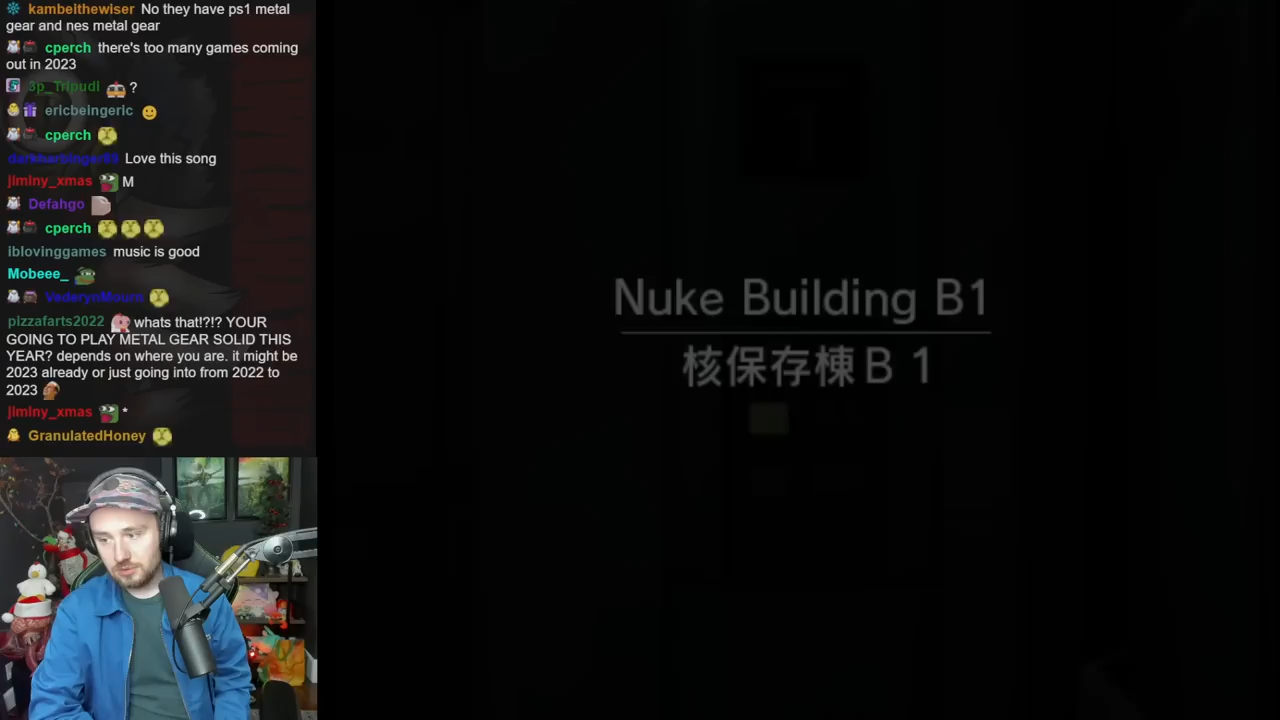 kambeithewiser No they have ps1 metal
gear and nes metal gear
cperch there's too many games coming
out in 2023
3p_Tripudi ?
ericbeingeric
cperch
darkharbinger89 Love this song
jiminy_xmas M
Defahgo
cperch
iblovinggames music is good
Mobeee_
VaderynMourn
pizzafarts2022 whats that!?!? YOUR
GOING TO PLAY METAL GEAR SOLID THIS
YEAR? depends on where you are. it might be
2023 already or just going into from 2022 to
2023
jiminy_xmas *
GranulatedHoney
Nuke Building B1
核保存棟B 1